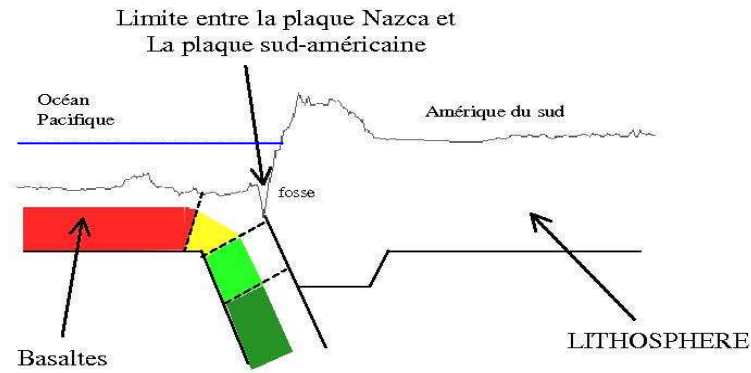 Limite entre la plaque Nazca et
La plaque sud-américaine
Océan
Pacifique
Amérique du sud
fosse
Basaltes
LITHOSPHERE